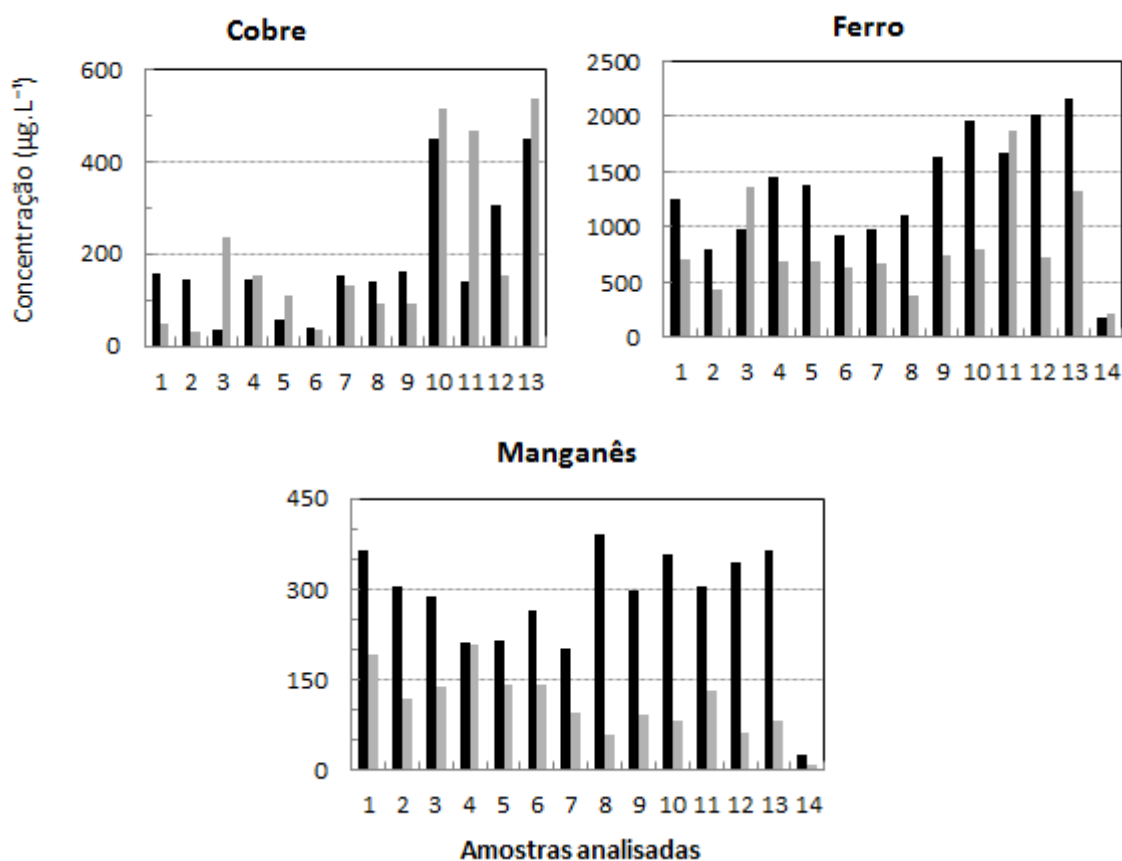 Cobre
Concentração (µg.L⁻¹)
600
400
200
0
1 2 3 4 5 6 7 8 9 10 11 12 13
Ferro
2500
2000
1500
1000
500
0
1 2 3 4 5 6 7 8 9 10 11 12 13 14
Manganês
450
300
150
0
1 2 3 4 5 6 7 8 9 10 11 12 13 14
Amostras analisadas